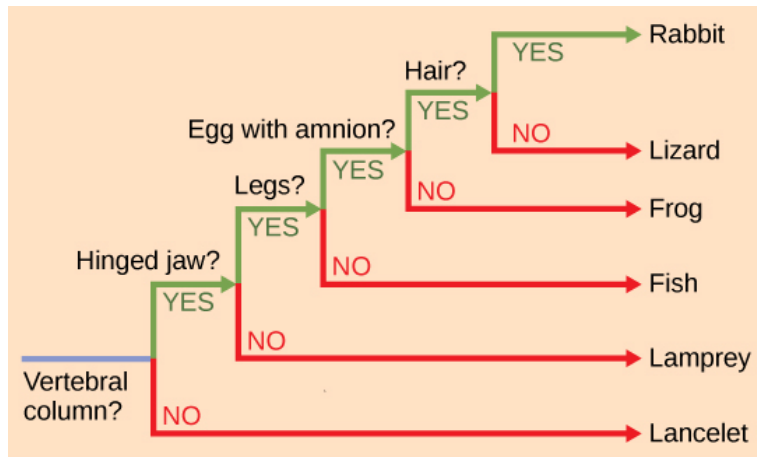 YES
Rabbit
Hair?
YES
NO
Lizard
Egg with amnion?
YES
NO
Frog
Legs?
YES
NO
Fish
Hinged jaw?
YES
NO
Lamprey
Vertebral
column?
NO
Lancelet